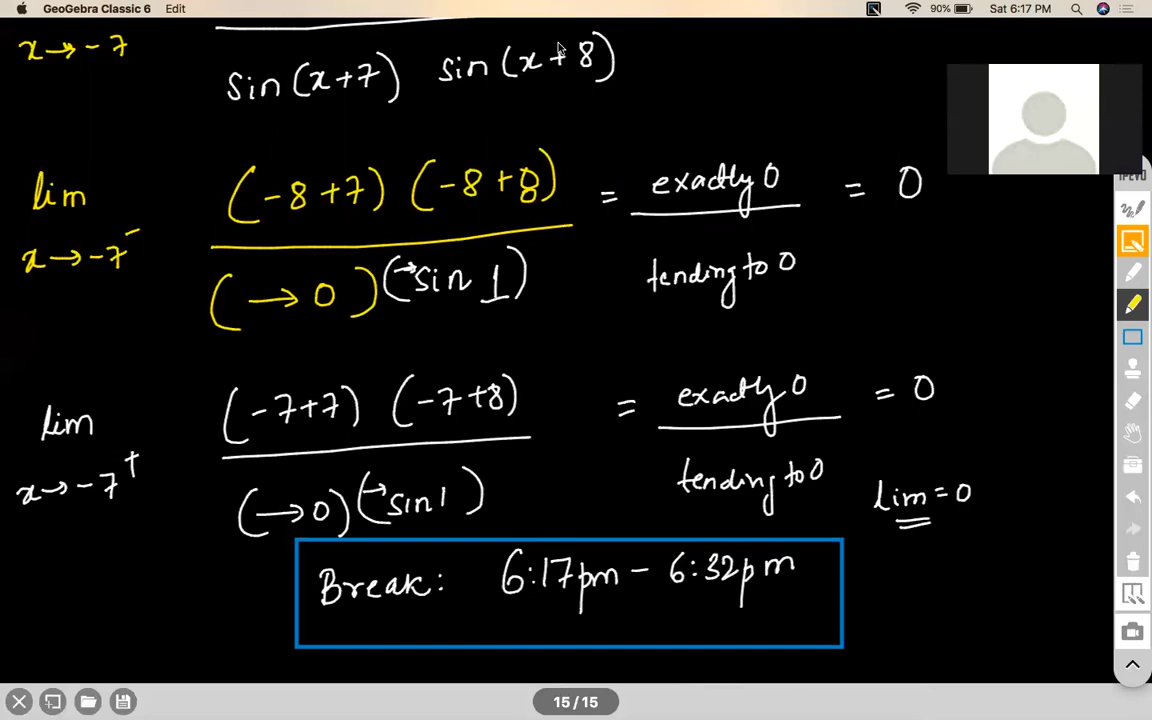 GeoGebra Classic 6 Edit 90% Sat 6:17 PM
x → -7
sin(x+7) sin(x+8)
lim x → -7⁻ (-8+7) (-8+8) / (→ 0) (→ sin 1) = exactly 0 / tending to 0 = 0
lim x → -7⁺ (-7+7) (-7+8) / (→ 0) (→ sin 1) = exactly 0 / tending to 0 = 0
lim = 0
Break: 6:17pm - 6:32pm
15 / 15